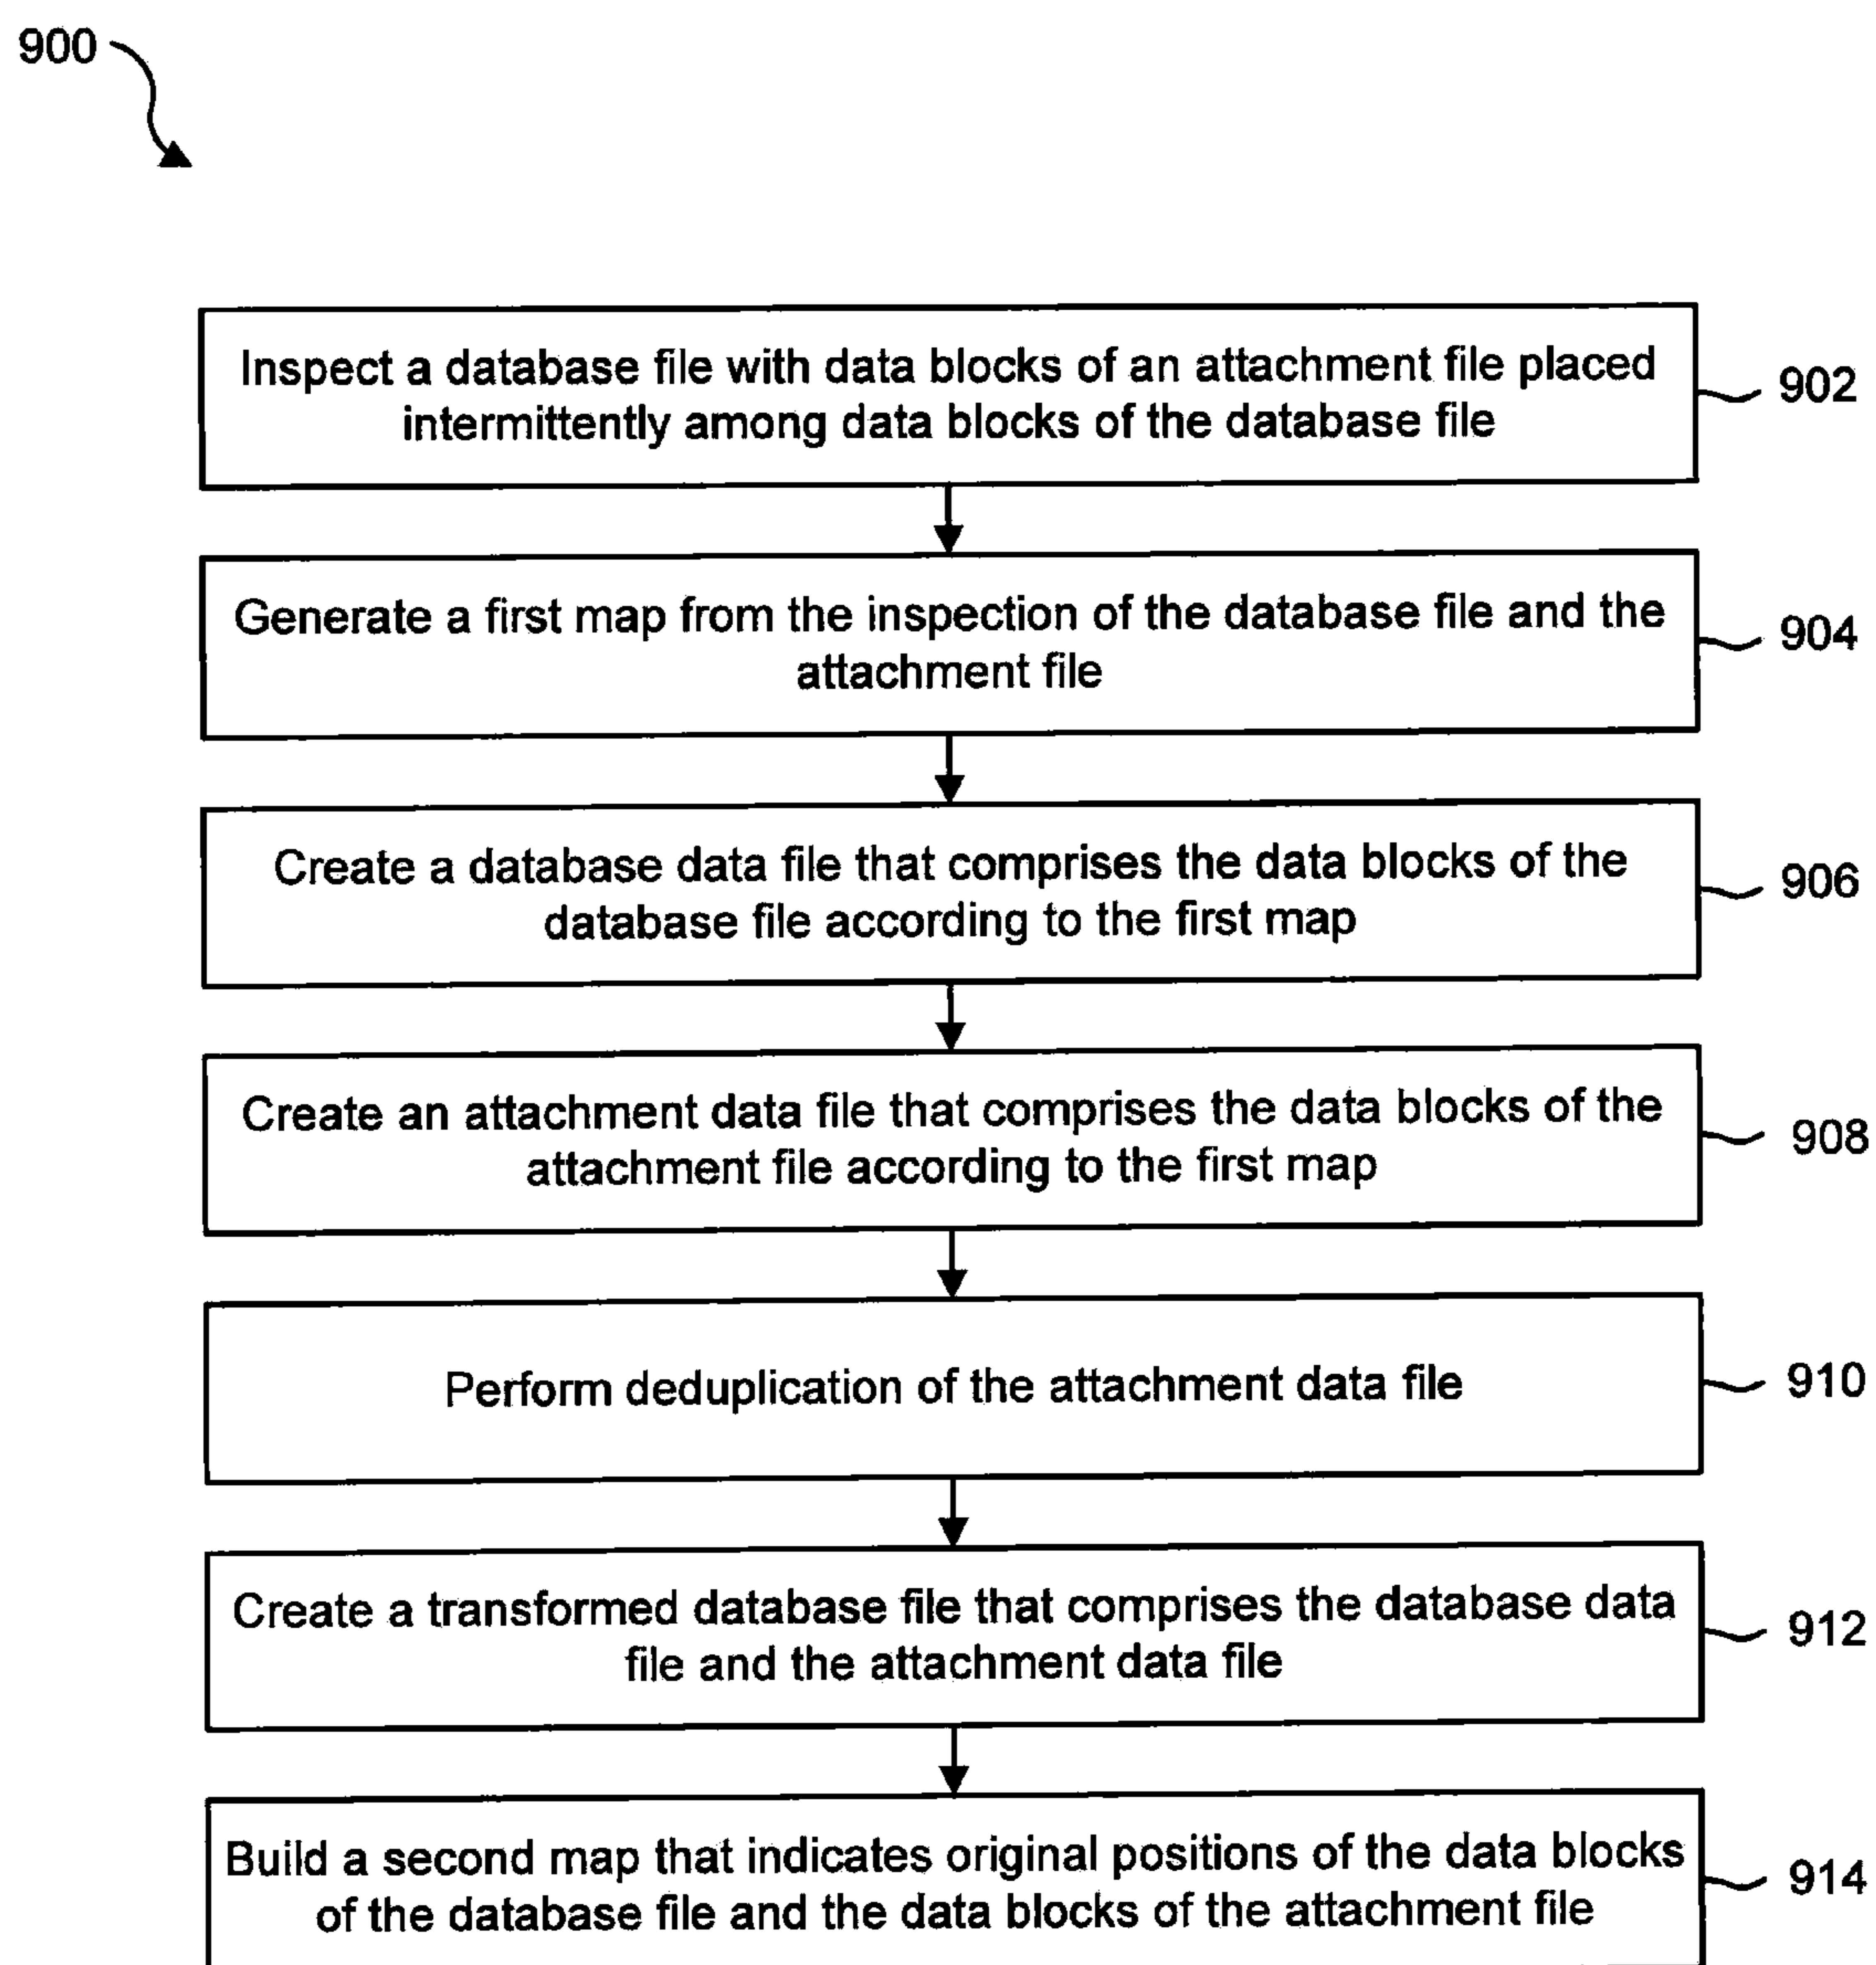 900
Inspect a database file with data blocks of an attachment file placed
intermittently among data blocks of the database file
902
Generate a first map from the inspection of the database file and the
attachment file
904
Create a database data file that comprises the data blocks of the
database file according to the first map
906
Create an attachment data file that comprises the data blocks of the
attachment file according to the first map
908
Perform deduplication of the attachment data file
910
Create a transformed database file that comprises the database data
file and the attachment data file
912
Build a second map that indicates original positions of the data blocks
of the database file and the data blocks of the attachment file
914